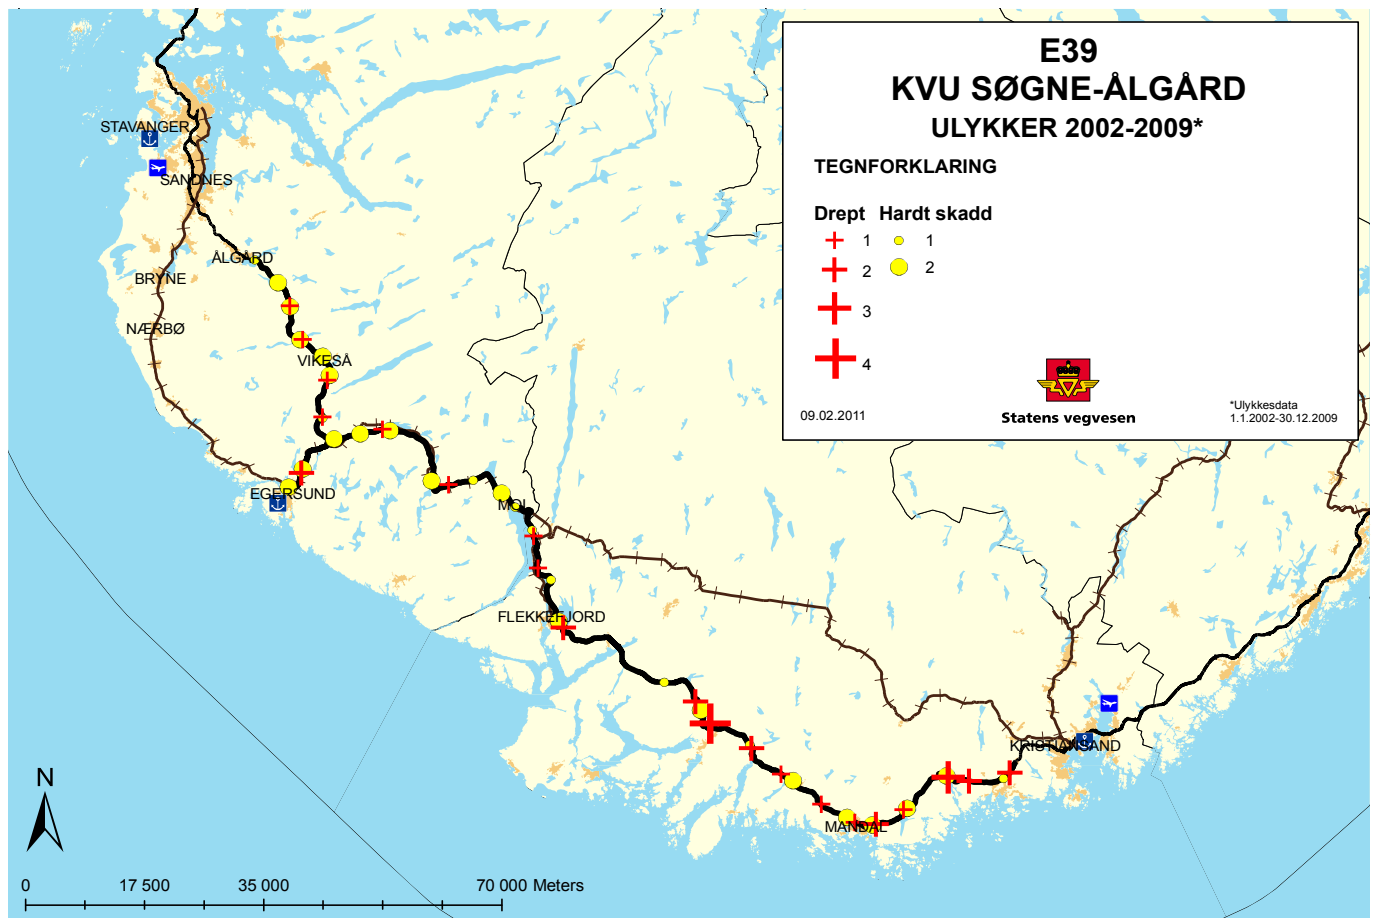 E39
KVU SØGNE-ÅLGÅRD
ULYKKER 2002-2009*
TEGNFORKLARING
Drept Hardt skadd
1 1
2 2
3
4
09.02.2011
Statens vegvesen
*Ulykkesdata
1.1.2002-30.12.2009
STAVANGER
SANDNES
ÅLGÅRD
BRYNE
NÆRBØ
VIKESÅ
EGERSUND
MOI
FLEKKEFJORD
KRISTIANSAND
MANDAL
N
0 17 500 35 000 70 000 Meters